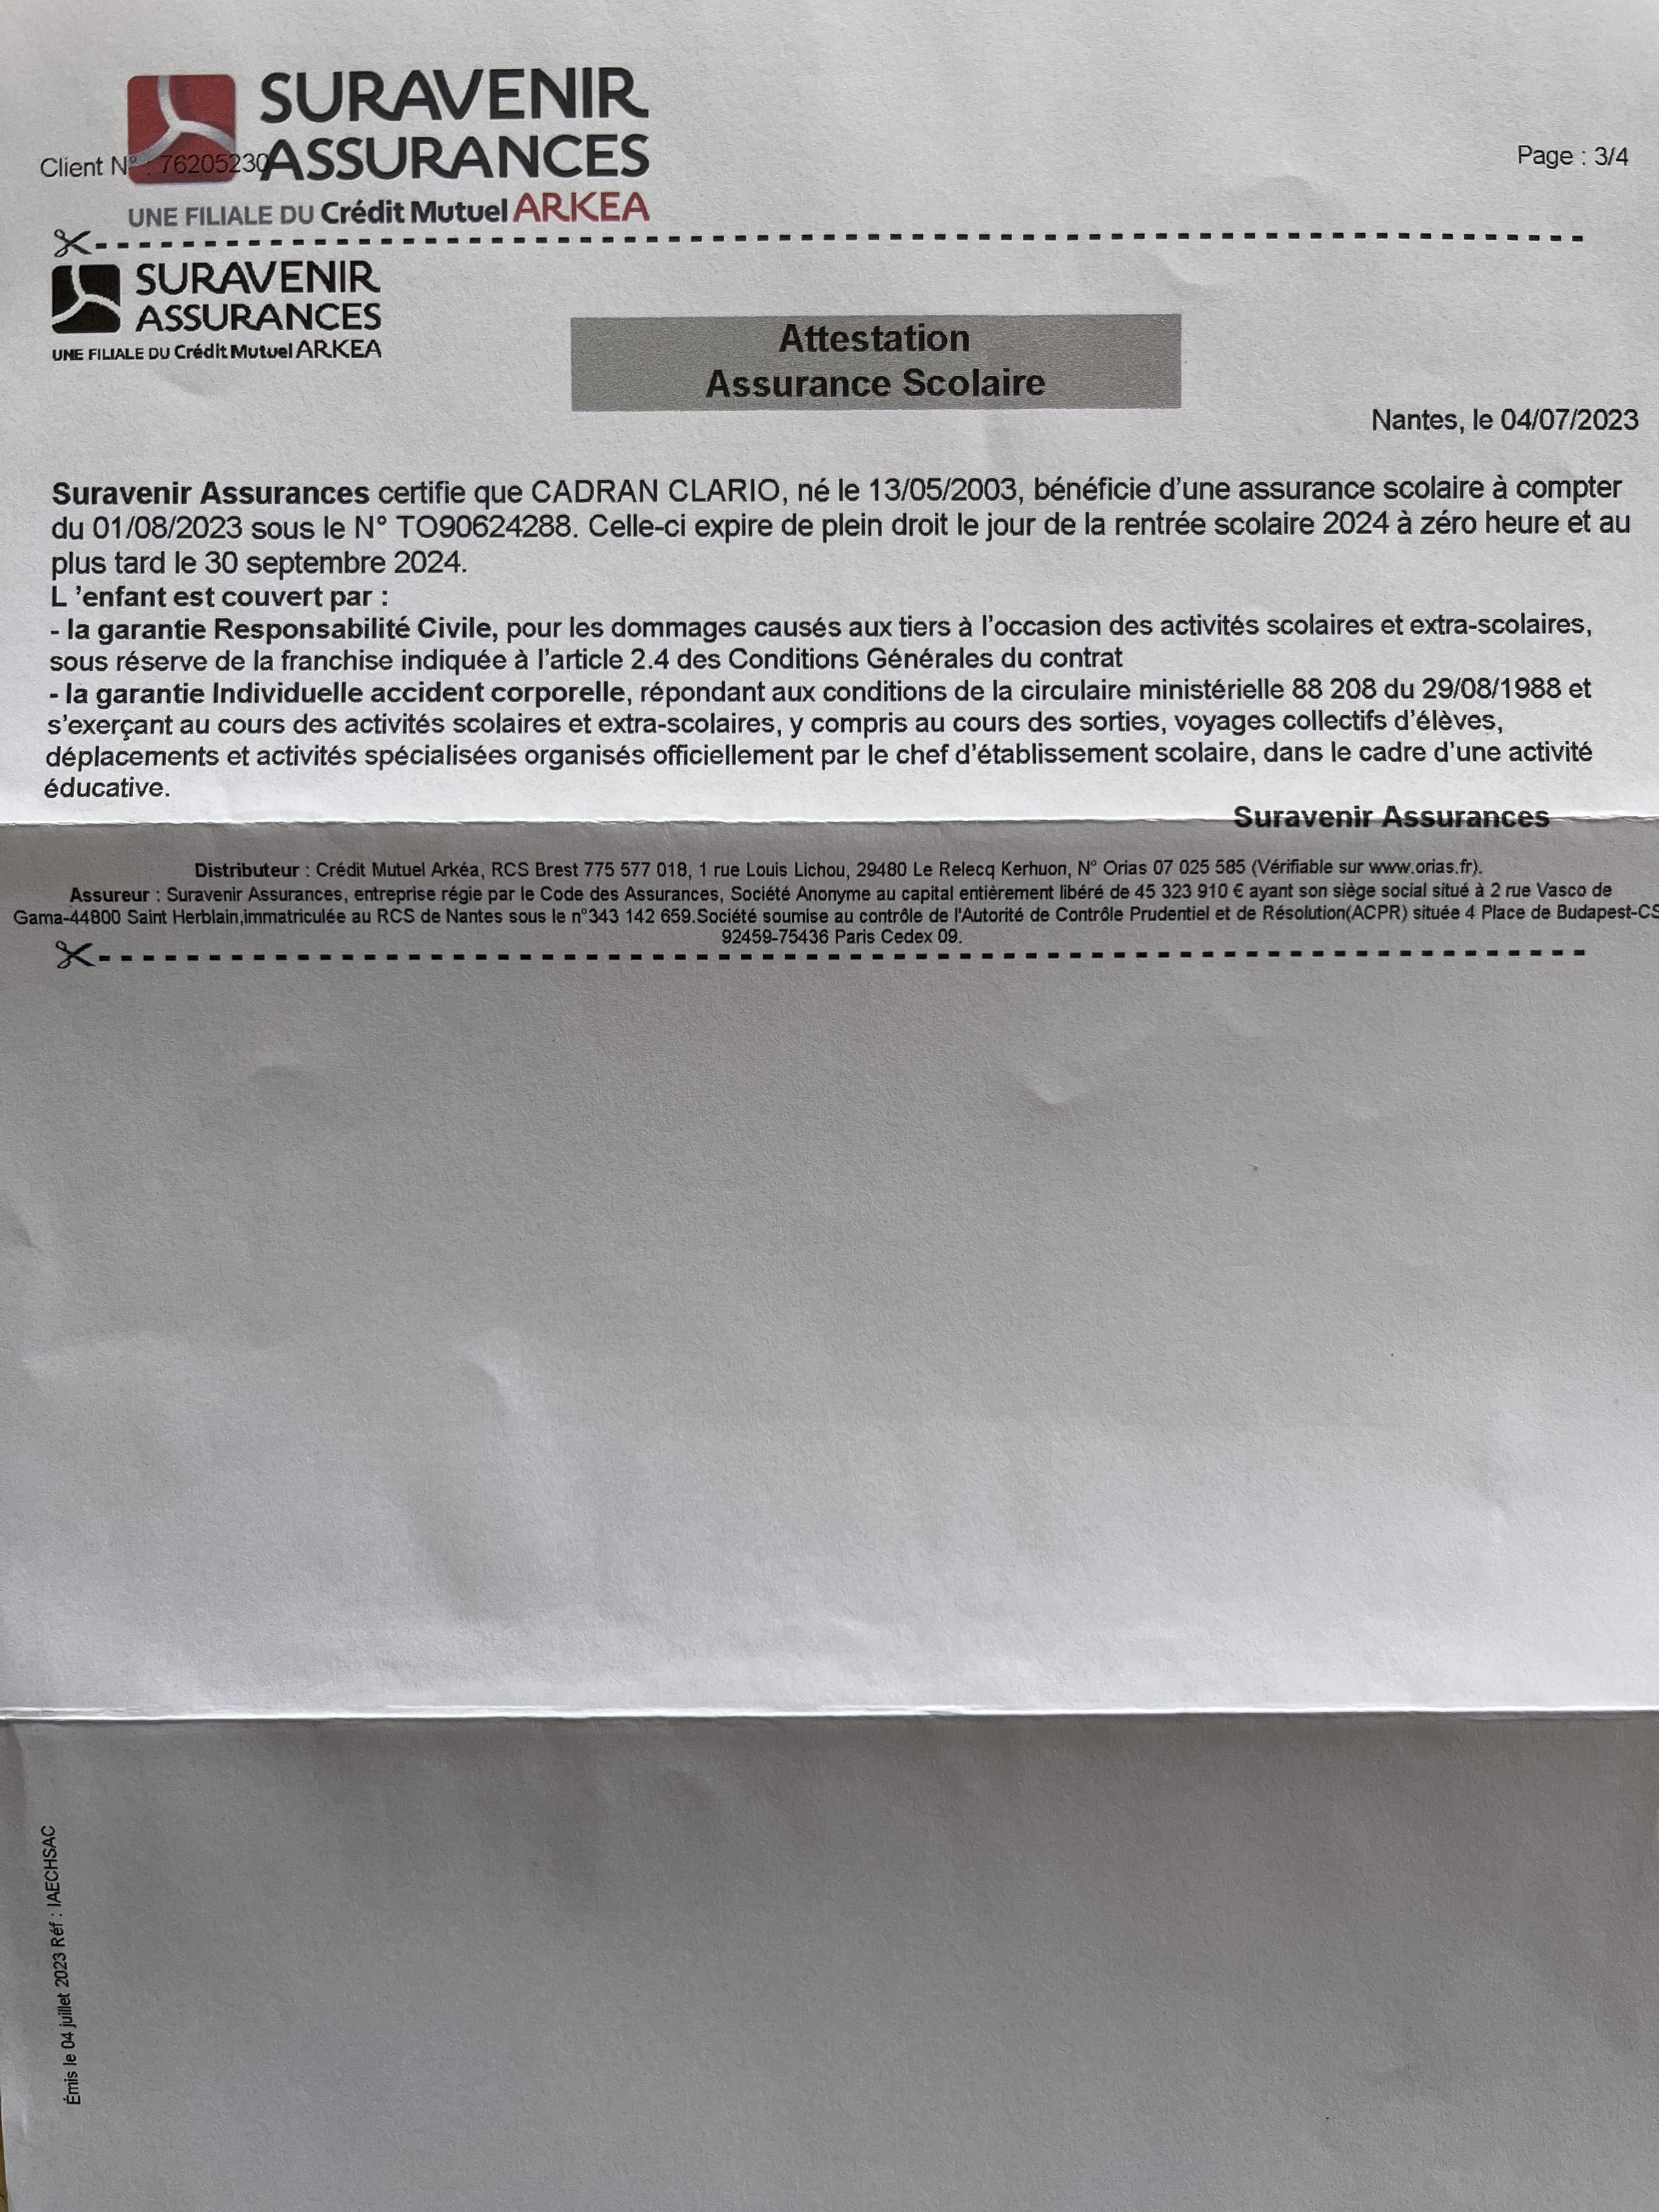 SURAVENIR
ASSURANCES
Client N° : 76205230
Page : 3/4
UNE FILIALE DU Crédit Mutuel ARKEA
SURAVENIR
ASSURANCES
UNE FILIALE DU Crédit Mutuel ARKEA
Attestation
Assurance Scolaire
Nantes, le 04/07/2023
Suravenir Assurances certifie que CADRAN CLARIO, né le 13/05/2003, bénéficie d'une assurance scolaire à compter
du 01/08/2023 sous le N° TO90624288. Celle-ci expire de plein droit le jour de la rentrée scolaire 2024 à zéro heure et au
plus tard le 30 septembre 2024.
L 'enfant est couvert par :
- la garantie Responsabilité Civile, pour les dommages causés aux tiers à l'occasion des activités scolaires et extra-scolaires,
sous réserve de la franchise indiquée à l'article 2.4 des Conditions Générales du contrat
- la garantie Individuelle accident corporelle, répondant aux conditions de la circulaire ministérielle 88 208 du 29/08/1988 et
s'exerçant au cours des activités scolaires et extra-scolaires, y compris au cours des sorties, voyages collectifs d'élèves,
déplacements et activités spécialisées organisés officiellement par le chef d'établissement scolaire, dans le cadre d'une activité
éducative.
Suravenir Assurances
Distributeur : Crédit Mutuel Arkéa, RCS Brest 775 577 018, 1 rue Louis Lichou, 29480 Le Relecq Kerhuon, N° Orias 07 025 585 (Vérifiable sur www.orias.fr).
Assureur : Suravenir Assurances, entreprise régie par le Code des Assurances, Société Anonyme au capital entièrement libéré de 45 323 910 € ayant son siège social situé à 2 rue Vasco de
Gama-44800 Saint Herblain,immatriculée au RCS de Nantes sous le n°343 142 659.Société soumise au contrôle de l'Autorité de Contrôle Prudentiel et de Résolution(ACPR) située 4 Place de Budapest-CS
92459-75436 Paris Cedex 09.
Émis le 04 juillet 2023 Réf : IAECHSAC